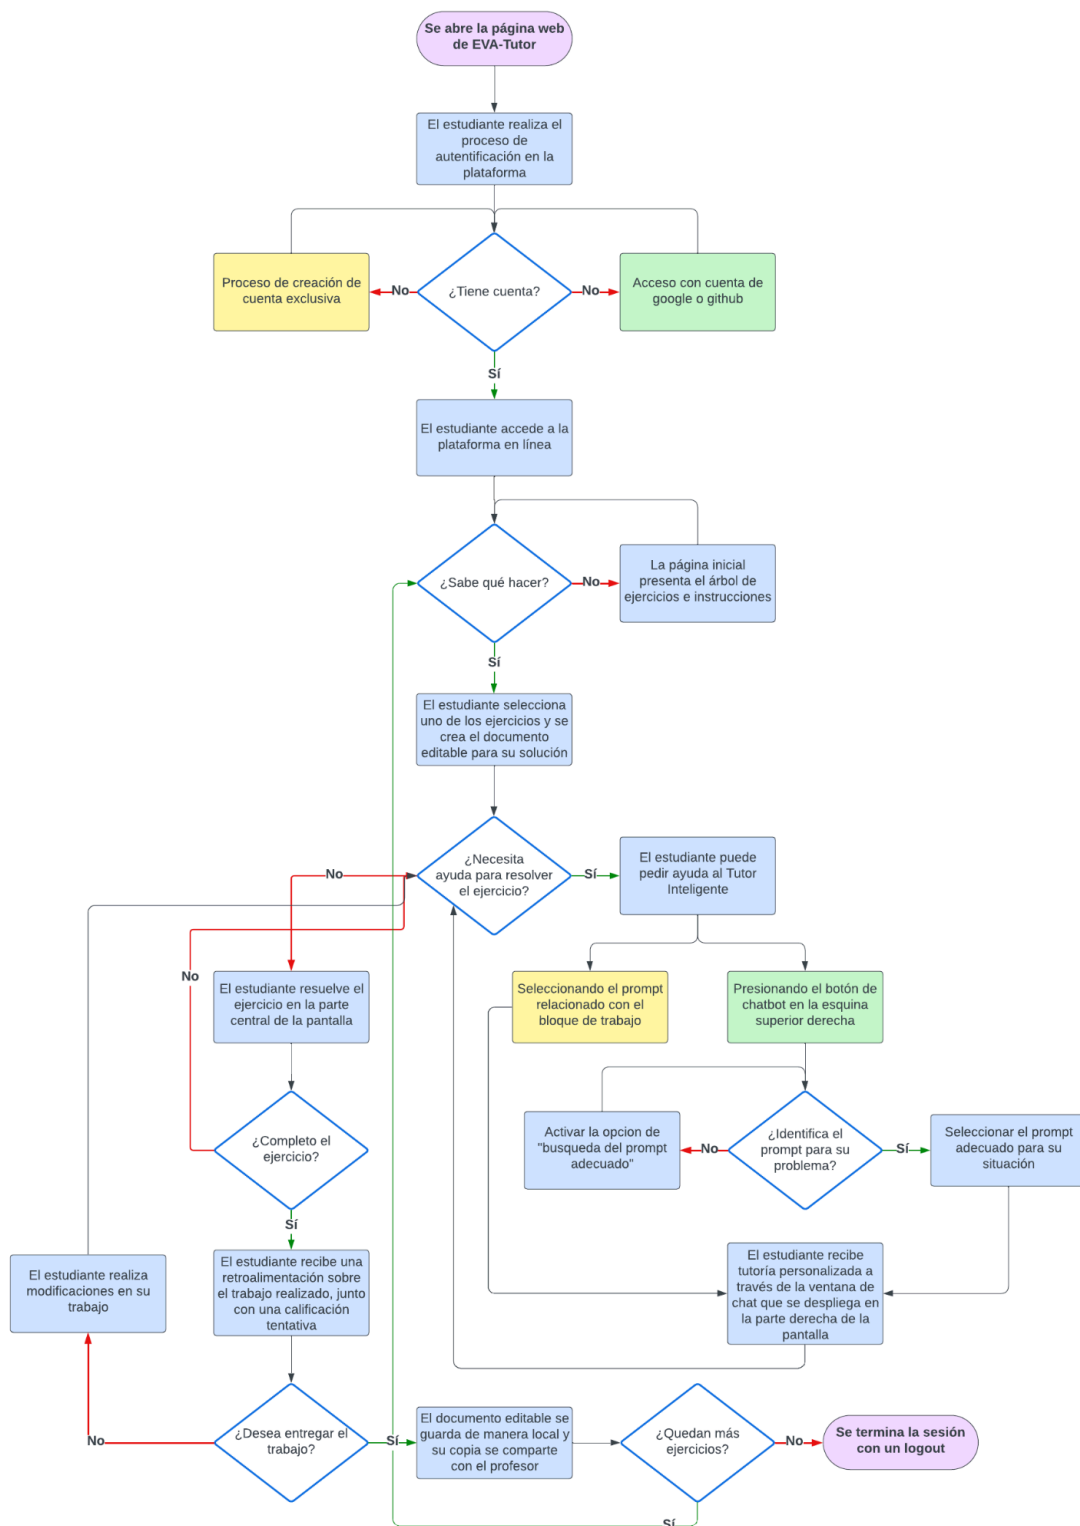 Se abre la página web
de EVA-Tutor
El estudiante realiza el
proceso de
autentificación en la
plataforma
Proceso de creación de
cuenta exclusiva
No
¿Tiene cuenta?
No
Acceso con cuenta de
google o github
Sí
El estudiante accede a la
plataforma en línea
¿Sabe qué hacer?
No
La página inicial
presenta el árbol de
ejercicios e instrucciones
Sí
El estudiante selecciona
uno de los ejercicios y se
crea el documento
editable para su solución
No
¿Necesita
ayuda para resolver
el ejercicio?
Sí
El estudiante puede
pedir ayuda al Tutor
Inteligente
No
El estudiante resuelve el
ejercicio en la parte
central de la pantalla
Seleccionando el prompt
relacionado con el
bloque de trabajo
Presionando el botón de
chatbot en la esquina
superior derecha
¿Completo el
ejercicio?
Activar la opcion de
"busqueda del prompt
adecuado"
No
¿Identifica el
prompt para su
problema?
Sí
Seleccionar el prompt
adecuado para su
situación
Sí
El estudiante realiza
modificaciones en su
trabajo
El estudiante recibe una
retroalimentación sobre
el trabajo realizado, junto
con una calificación
tentativa
El estudiante recibe
tutoría personalizada a
través de la ventana de
chat que se despliega en
la parte derecha de la
pantalla
No
¿Desea entregar el
trabajo?
Sí
El documento editable se
guarda de manera local y
su copia se comparte
con el profesor
¿Quedan más
ejercicios?
No
Se termina la sesión
con un logout
Sí